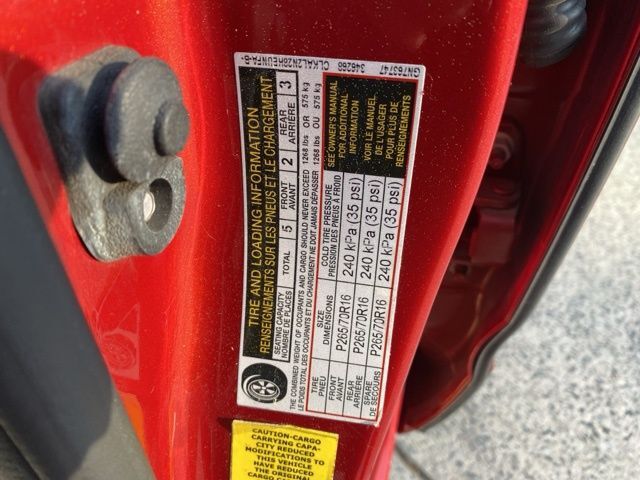 GN763747 346266 CLKAL2N28HEUNFA-B-
TIRE AND LOADING INFORMATION
RENSEIGNEMENTS SUR LES PNEUS ET LE CHARGEMENT
SEATING CAPACITY
NOMBRE DE PLACES
TOTAL 5
FRONT
AVANT 2
REAR
ARRIÈRE 3
THE COMBINED WEIGHT OF OCCUPANTS AND CARGO SHOULD NEVER EXCEED 1268 lbs OR 575 kg
LE POIDS TOTAL DES OCCUPANTS ET DU CHARGEMENT NE DOIT JAMAIS DÉPASSER 1268 lbs OU 575 kg
TIRE
PNEU
SIZE
DIMENSIONS
COLD TIRE PRESSURE
PRESSION DES PNEUS À FROID
FRONT
AVANT
P265/70R16
240 kPa (35 psi)
REAR
ARRIÈRE
P265/70R16
240 kPa (35 psi)
SPARE
DE SECOURS
P265/70R16
240 kPa (35 psi)
SEE OWNER'S MANUAL
FOR ADDITIONAL
INFORMATION
VOIR LE MANUEL
DE L'USAGER
POUR PLUS DE
RENSEIGNEMENTS
CAUTION-CARGO
CARRYING CAPA-
CITY REDUCED
MODIFICATIONS TO
THIS VEHICLE
HAVE REDUCED
THE ORIGINAL